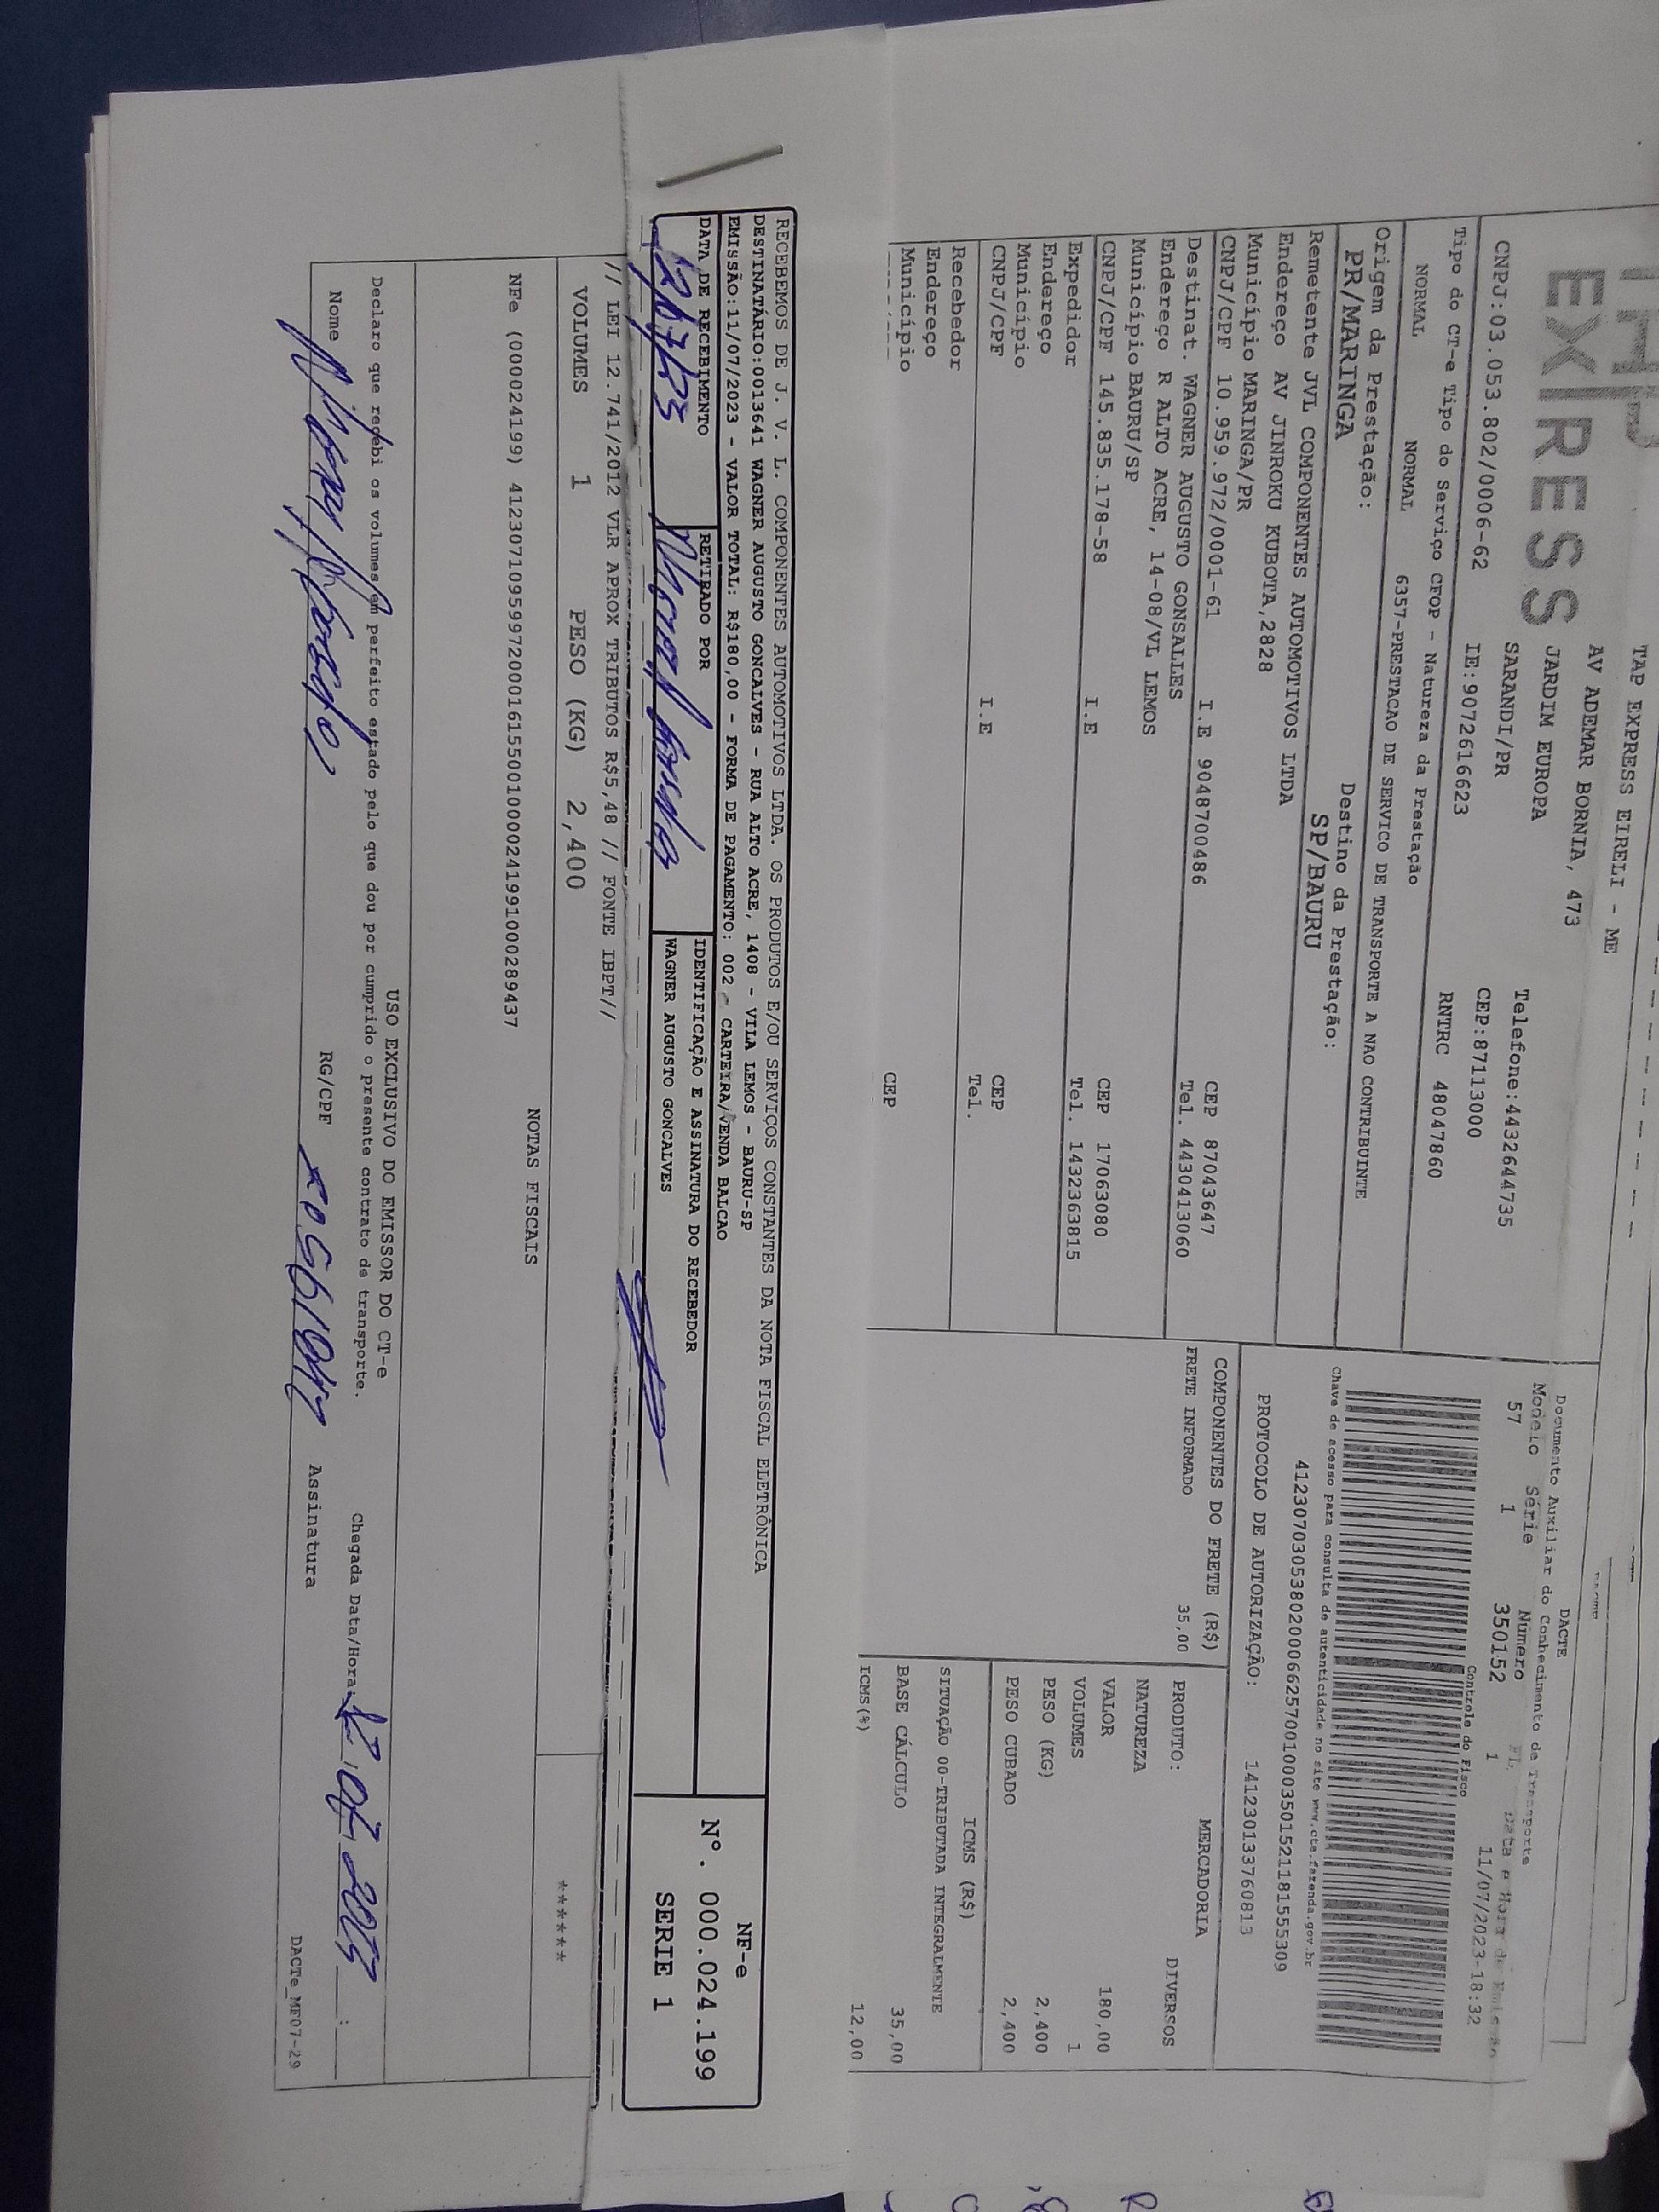 TAP EXPRESS EIRELI - ME
AV ADEMAR BORNIA, 473
JARDIM EUROPA
SARANDI/PR
Telefone:4432644735
EXPRESS
CNPJ:03.053.802/0006-62
IE:9072616623
CEP:87113000
RNTRC 48047860
Tipo do CT-e Tipo do Serviço CFOP - Natureza da Prestação
NORMAL NORMAL 6357-PRESTACAO DE SERVICO DE TRANSPORTE A NAO CONTRIBUINTE
Origem da Prestação: Destino da Prestação:
PR/MARINGA SP/BAURU
Remetente JVL COMPONENTES AUTOMOTIVOS LTDA
Endereço AV JINROKU KUBOTA,2828
Município MARINGA/PR CEP 87043647
CNPJ/CPF 10.959.972/0001-61 I.E 9048700486 Tel. 4430413060
Destinat. WAGNER AUGUSTO GONSALLES
Endereço R ALTO ACRE, 14-08/VL LEMOS
Município BAURU/SP CEP 17063080
CNPJ/CPF 145.835.178-58 I.E Tel. 1432363815
Expedidor
Endereço
Município CEP
CNPJ/CPF I.E Tel.
Recebedor
Endereço
Município CEP
DACTE
Documento Auxiliar do Conhecimento de Transporte
Modelo Série Número FL. Data e Hora de Emissão
57 1 350152 1 11/07/2023-18:32
Controle do Fisco
Chave de acesso para consulta de autenticidade no site www.cte.fazenda.gov.br
41230703053802000662570010003501521181555309
PROTOCOLO DE AUTORIZAÇÃO: 141230133760813
COMPONENTES DO FRETE (R$)
FRETE INFORMADO 35,00
MERCADORIA
PRODUTO: DIVERSOS
NATUREZA
VALOR 180,00
VOLUMES 1
PESO (KG) 2,400
PESO CUBADO 2,400
ICMS (R$)
SITUAÇÃO 00-TRIBUTADA INTEGRALMENTE
BASE CÁLCULO 35,00
ICMS(%) 12,00
RECEBEMOS DE J. V. L. COMPONENTES AUTOMOTIVOS LTDA. OS PRODUTOS E/OU SERVIÇOS CONSTANTES DA NOTA FISCAL ELETRÔNICA
DESTINATÁRIO:0013641 WAGNER AUGUSTO GONCALVES - RUA ALTO ACRE, 1408 - VILA LEMOS - BAURU-SP
EMISSÃO:11/07/2023 - VALOR TOTAL: R$180,00 - FORMA DE PAGAMENTO: 002 - CARTEIRA/VENDA BALCAO
DATA DE RECEBIMENTO RETIRADO POR IDENTIFICAÇÃO E ASSINATURA DO RECEBEDOR
WAGNER AUGUSTO GONCALVES
NF-e
Nº. 000.024.199
SERIE 1
// LEI 12.741/2012 VLR APROX TRIBUTOS R$5,48 // FONTE IBPT//
VOLUMES 1 PESO (KG) 2,400
******
NOTAS FISCAIS
NFe (000024199) 41230710959972000161550010000241991000289437
USO EXCLUSIVO DO EMISSOR DO CT-e
Declaro que recebi os volumes em perfeito estado pelo que dou por cumprido o presente contrato de transporte.
Chegada Data/Hora:
Nome RG/CPF Assinatura
DACTe_MF07-29